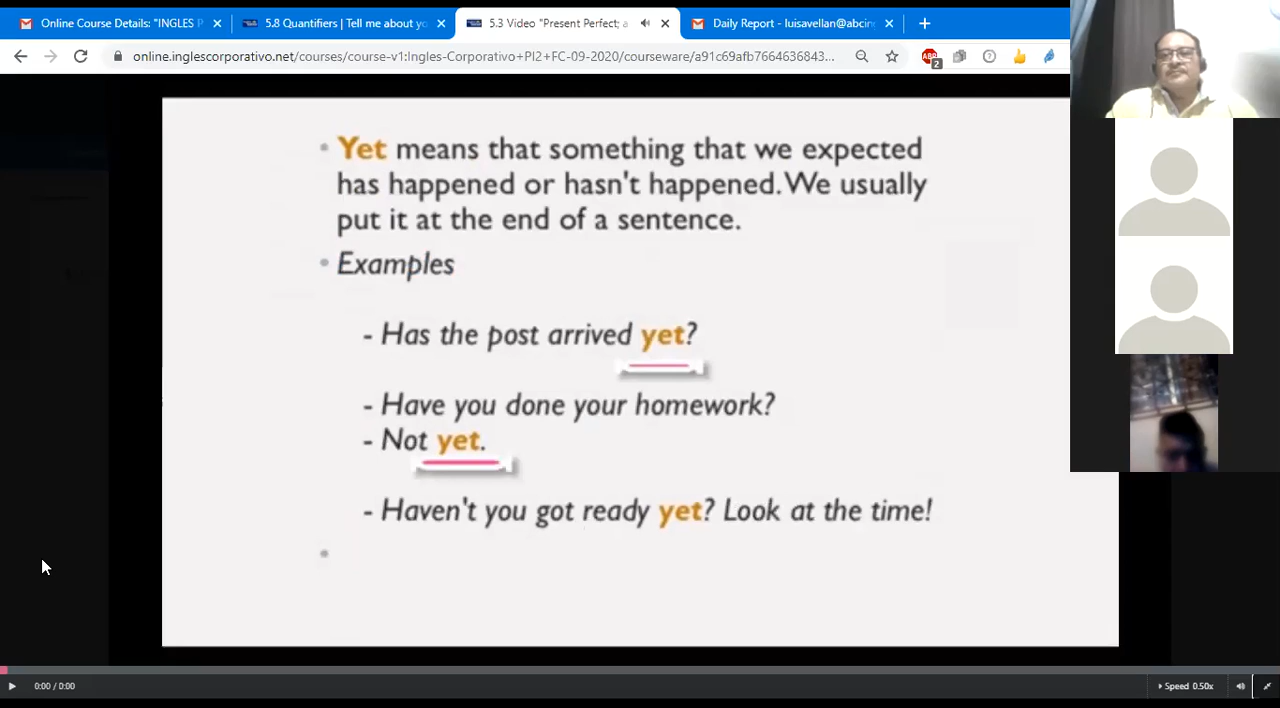 Online Course Details: "INGLES P
5.8 Quantifiers | Tell me about yo
5.3 Video "Present Perfect; a
Daily Report - luisavellan@abcin
online.inglescorporativo.net/courses/course-v1:Ingles-Corporativo+PI2+FC-09-2020/courseware/a91c69afb7664636843...
ABP
2
Yet means that something that we expected
has happened or hasn't happened. We usually
put it at the end of a sentence.
Examples
- Has the post arrived yet?
- Have you done your homework?
- Not yet.
- Haven't you got ready yet? Look at the time!
0:00 / 0:00
Speed 0.50x